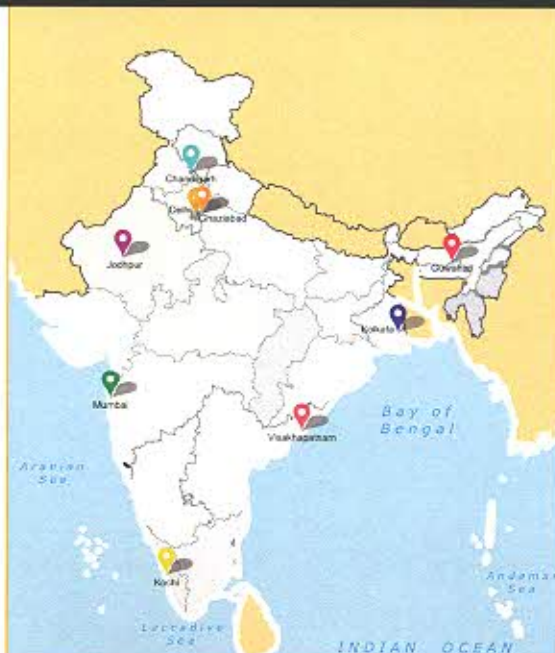 Chandigarh
Delhi
Ghaziabad
Jodhpur
Guwahati
Kolkata
Mumbai
Visakhapatnam
Bay of
Bengal
Arabian
Sea
Kochi
Andaman
Sea
Laccadive
Sea
INDIAN OCEAN